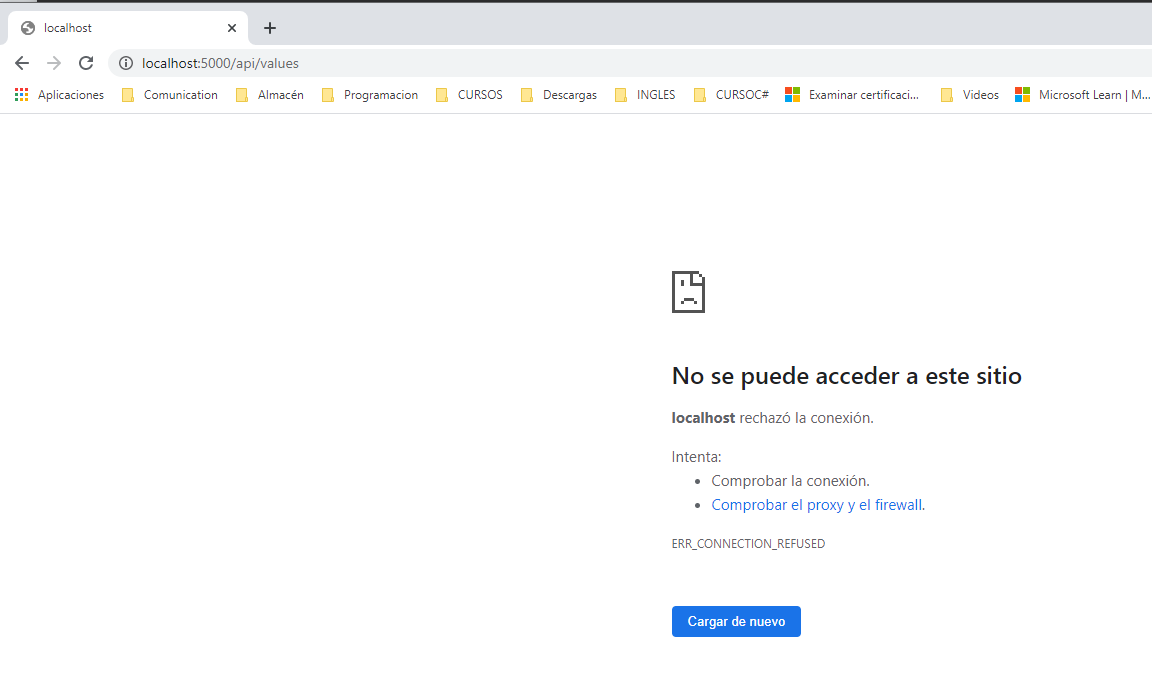 localhost
localhost:5000/api/values
Aplicaciones Comunication Almacén Programacion CURSOS Descargas INGLES CURSOC# Examinar certificaci... Videos Microsoft Learn | M...
No se puede acceder a este sitio
localhost rechazó la conexión.
Intenta:
Comprobar la conexión.
Comprobar el proxy y el firewall.
ERR_CONNECTION_REFUSED
Cargar de nuevo